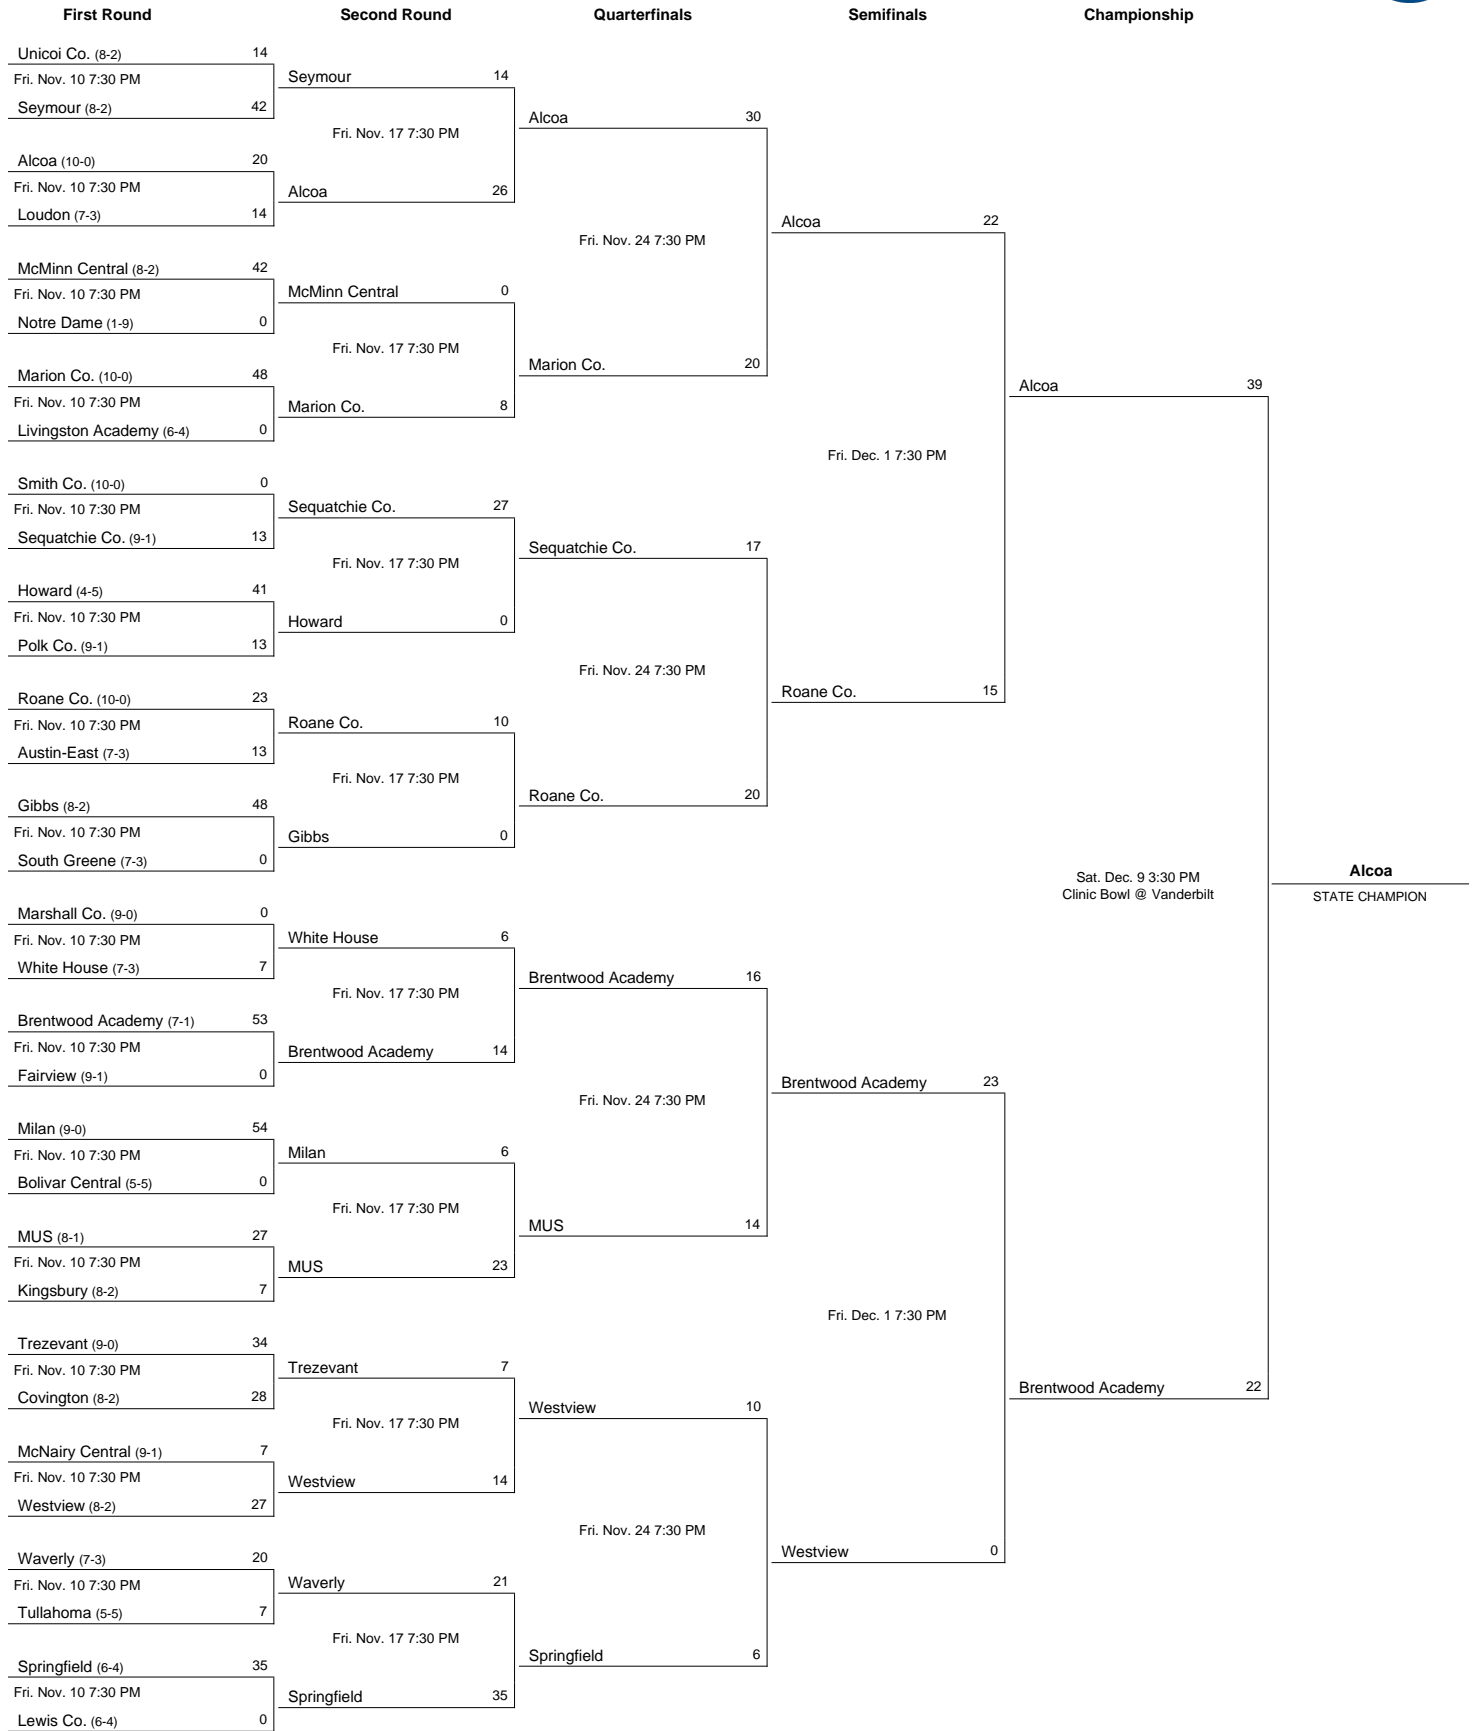 First Round
Second Round
Quarterfinals
Semifinals
Championship
Unicoi Co. (8-2) 14
Fri. Nov. 10 7:30 PM
Seymour (8-2) 42
Alcoa (10-0) 20
Fri. Nov. 10 7:30 PM
Loudon (7-3) 14
McMinn Central (8-2) 42
Fri. Nov. 10 7:30 PM
Notre Dame (1-9) 0
Marion Co. (10-0) 48
Fri. Nov. 10 7:30 PM
Livingston Academy (6-4) 0
Smith Co. (10-0) 0
Fri. Nov. 10 7:30 PM
Sequatchie Co. (9-1) 13
Howard (4-5) 41
Fri. Nov. 10 7:30 PM
Polk Co. (9-1) 13
Roane Co. (10-0) 23
Fri. Nov. 10 7:30 PM
Austin-East (7-3) 13
Gibbs (8-2) 48
Fri. Nov. 10 7:30 PM
South Greene (7-3) 0
Marshall Co. (9-0) 0
Fri. Nov. 10 7:30 PM
White House (7-3) 7
Brentwood Academy (7-1) 53
Fri. Nov. 10 7:30 PM
Fairview (9-1) 0
Milan (9-0) 54
Fri. Nov. 10 7:30 PM
Bolivar Central (5-5) 0
MUS (8-1) 27
Fri. Nov. 10 7:30 PM
Kingsbury (8-2) 7
Trezevant (9-0) 34
Fri. Nov. 10 7:30 PM
Covington (8-2) 28
McNairy Central (9-1) 7
Fri. Nov. 10 7:30 PM
Westview (8-2) 27
Waverly (7-3) 20
Fri. Nov. 10 7:30 PM
Tullahoma (5-5) 7
Springfield (6-4) 35
Fri. Nov. 10 7:30 PM
Lewis Co. (6-4) 0
Seymour 14
Fri. Nov. 17 7:30 PM
Alcoa 26
McMinn Central 0
Fri. Nov. 17 7:30 PM
Marion Co. 8
Sequatchie Co. 27
Fri. Nov. 17 7:30 PM
Howard 0
Roane Co. 10
Fri. Nov. 17 7:30 PM
Gibbs 0
White House 6
Fri. Nov. 17 7:30 PM
Brentwood Academy 14
Milan 6
Fri. Nov. 17 7:30 PM
MUS 23
Trezevant 7
Fri. Nov. 17 7:30 PM
Westview 14
Waverly 21
Fri. Nov. 17 7:30 PM
Springfield 35
Alcoa 30
Fri. Nov. 24 7:30 PM
Marion Co. 20
Sequatchie Co. 17
Fri. Nov. 24 7:30 PM
Roane Co. 20
Brentwood Academy 16
Fri. Nov. 24 7:30 PM
MUS 14
Westview 10
Fri. Nov. 24 7:30 PM
Springfield 6
Alcoa 22
Fri. Dec. 1 7:30 PM
Roane Co. 15
Brentwood Academy 23
Fri. Dec. 1 7:30 PM
Westview 0
Alcoa 39
Sat. Dec. 9 3:30 PM
Clinic Bowl @ Vanderbilt
Brentwood Academy 22
Alcoa
STATE CHAMPION